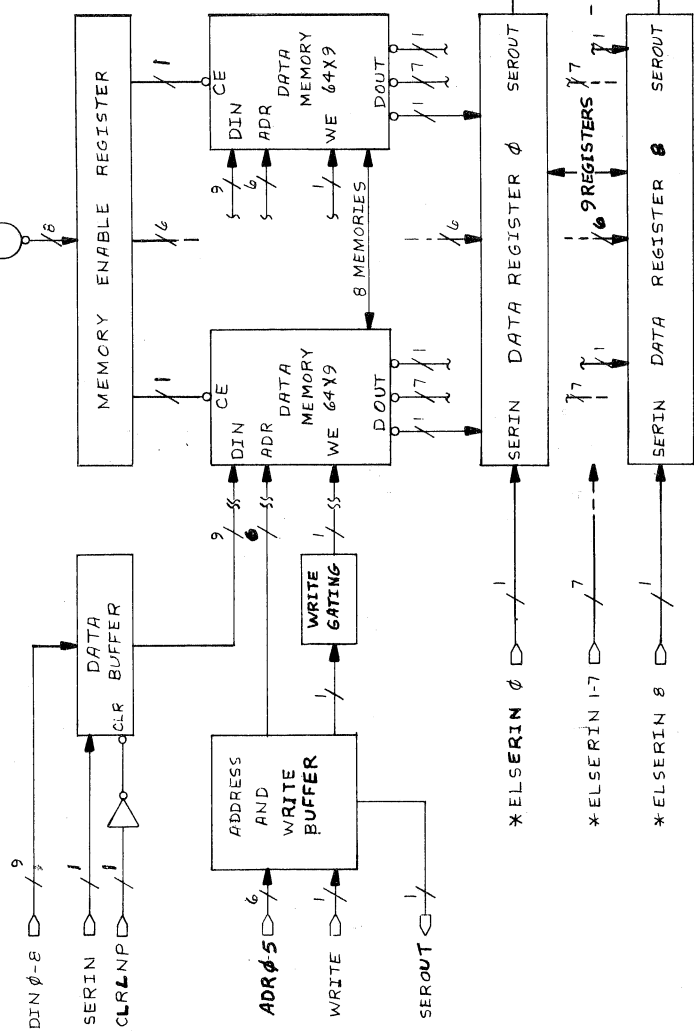 DIN Ø-8
9
SERIN
1
CLRLNP
1
CLR
DATA
BUFFER
9
ADRØ-5
6
WRITE
1
SEROUT
1
ADDRESS
AND
WRITE
BUFFER
6
1
WRITE
GATING
1
8
MEMORY ENABLE REGISTER
1
6
1
CE
DIN
ADR
WE
DATA
MEMORY
64X9
DOUT
1
7
1
8 MEMORIES
9
6
1
CE
DIN
ADR
WE
DATA
MEMORY
64X9
DOUT
1
7
1
6
*ELSERIN Ø
1
SERIN DATA REGISTER Ø SEROUT
*ELSERIN 1-7
7
7
1
6
9 REGISTERS
7
1
*ELSERIN 8
1
SERIN DATA REGISTER 8 SEROUT